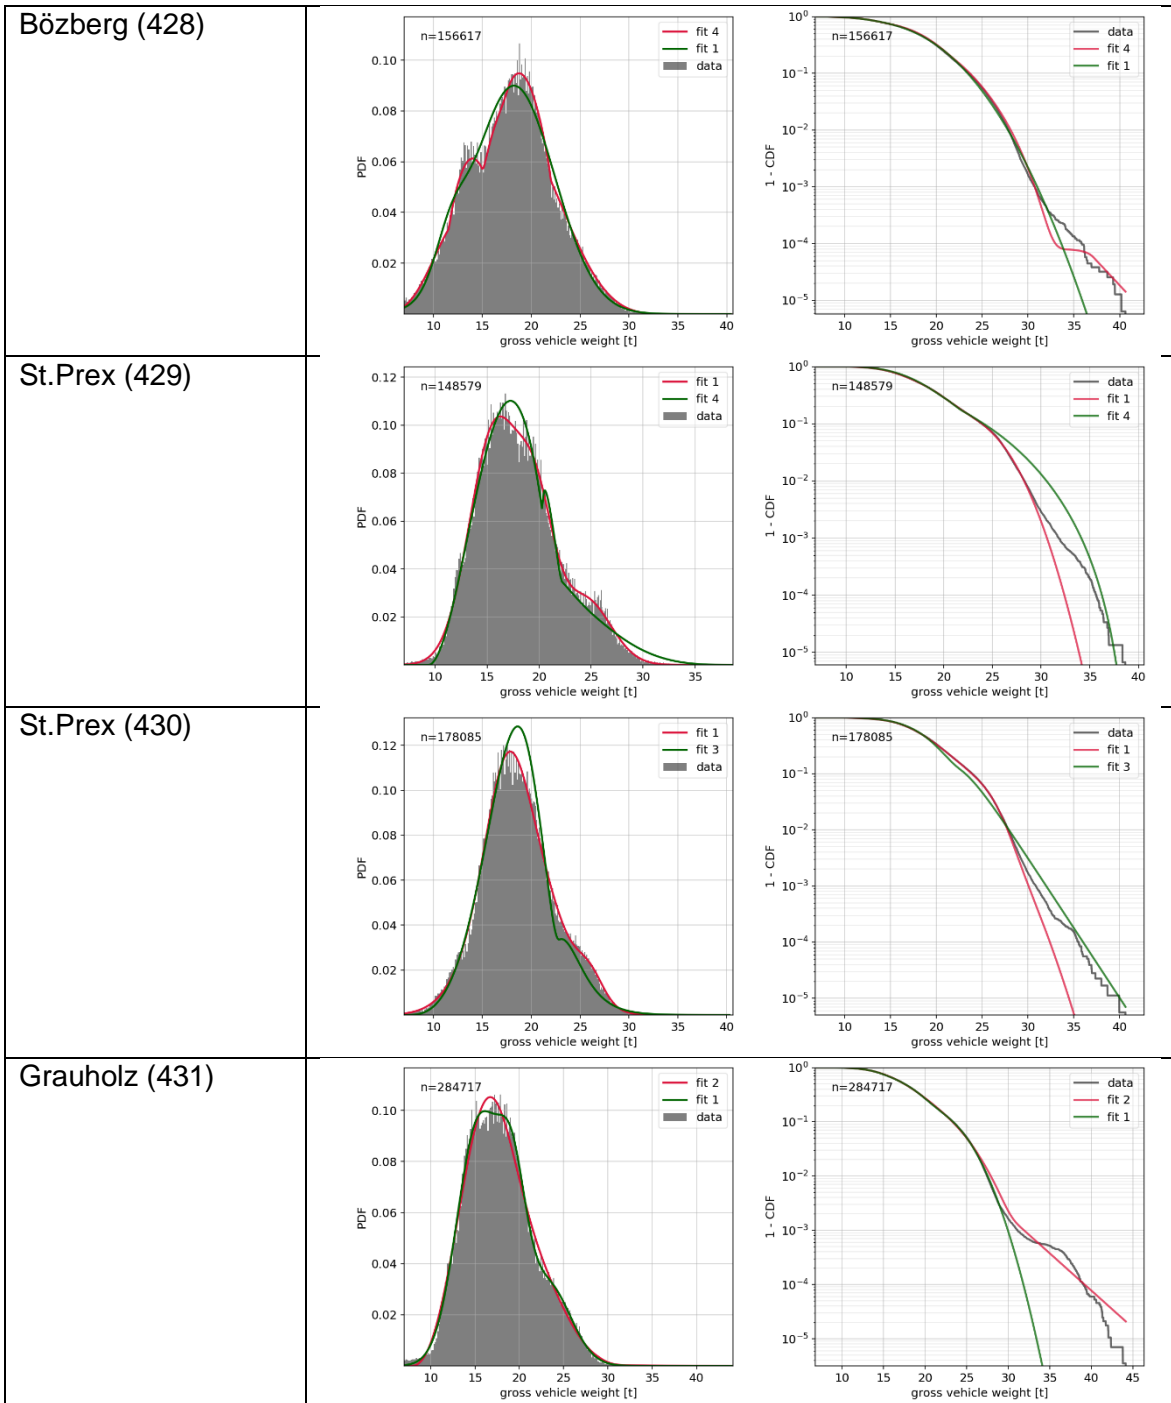 Bözberg (428)
n=156617
fit 4
fit 1
data
0.10
0.08
0.06
0.04
0.02
PDF
10 15 20 25 30 35 40
gross vehicle weight [t]
n=156617
data
fit 4
fit 1
10⁰
10⁻¹
10⁻²
10⁻³
10⁻⁴
10⁻⁵
1 - CDF
10 15 20 25 30 35 40
gross vehicle weight [t]
St.Prex (429)
n=148579
fit 1
fit 4
data
0.12
0.10
0.08
0.06
0.04
0.02
PDF
10 15 20 25 30 35
gross vehicle weight [t]
n=148579
data
fit 1
fit 4
10⁰
10⁻¹
10⁻²
10⁻³
10⁻⁴
10⁻⁵
1 - CDF
10 15 20 25 30 35 40
gross vehicle weight [t]
St.Prex (430)
n=178085
fit 1
fit 3
data
0.12
0.10
0.08
0.06
0.04
0.02
PDF
10 15 20 25 30 35 40
gross vehicle weight [t]
n=178085
data
fit 1
fit 3
10⁰
10⁻¹
10⁻²
10⁻³
10⁻⁴
10⁻⁵
1 - CDF
10 15 20 25 30 35 40
gross vehicle weight [t]
Grauholz (431)
n=284717
fit 2
fit 1
data
0.10
0.08
0.06
0.04
0.02
PDF
10 15 20 25 30 35 40
gross vehicle weight [t]
n=284717
data
fit 2
fit 1
10⁰
10⁻¹
10⁻²
10⁻³
10⁻⁴
10⁻⁵
1 - CDF
10 15 20 25 30 35 40 45
gross vehicle weight [t]